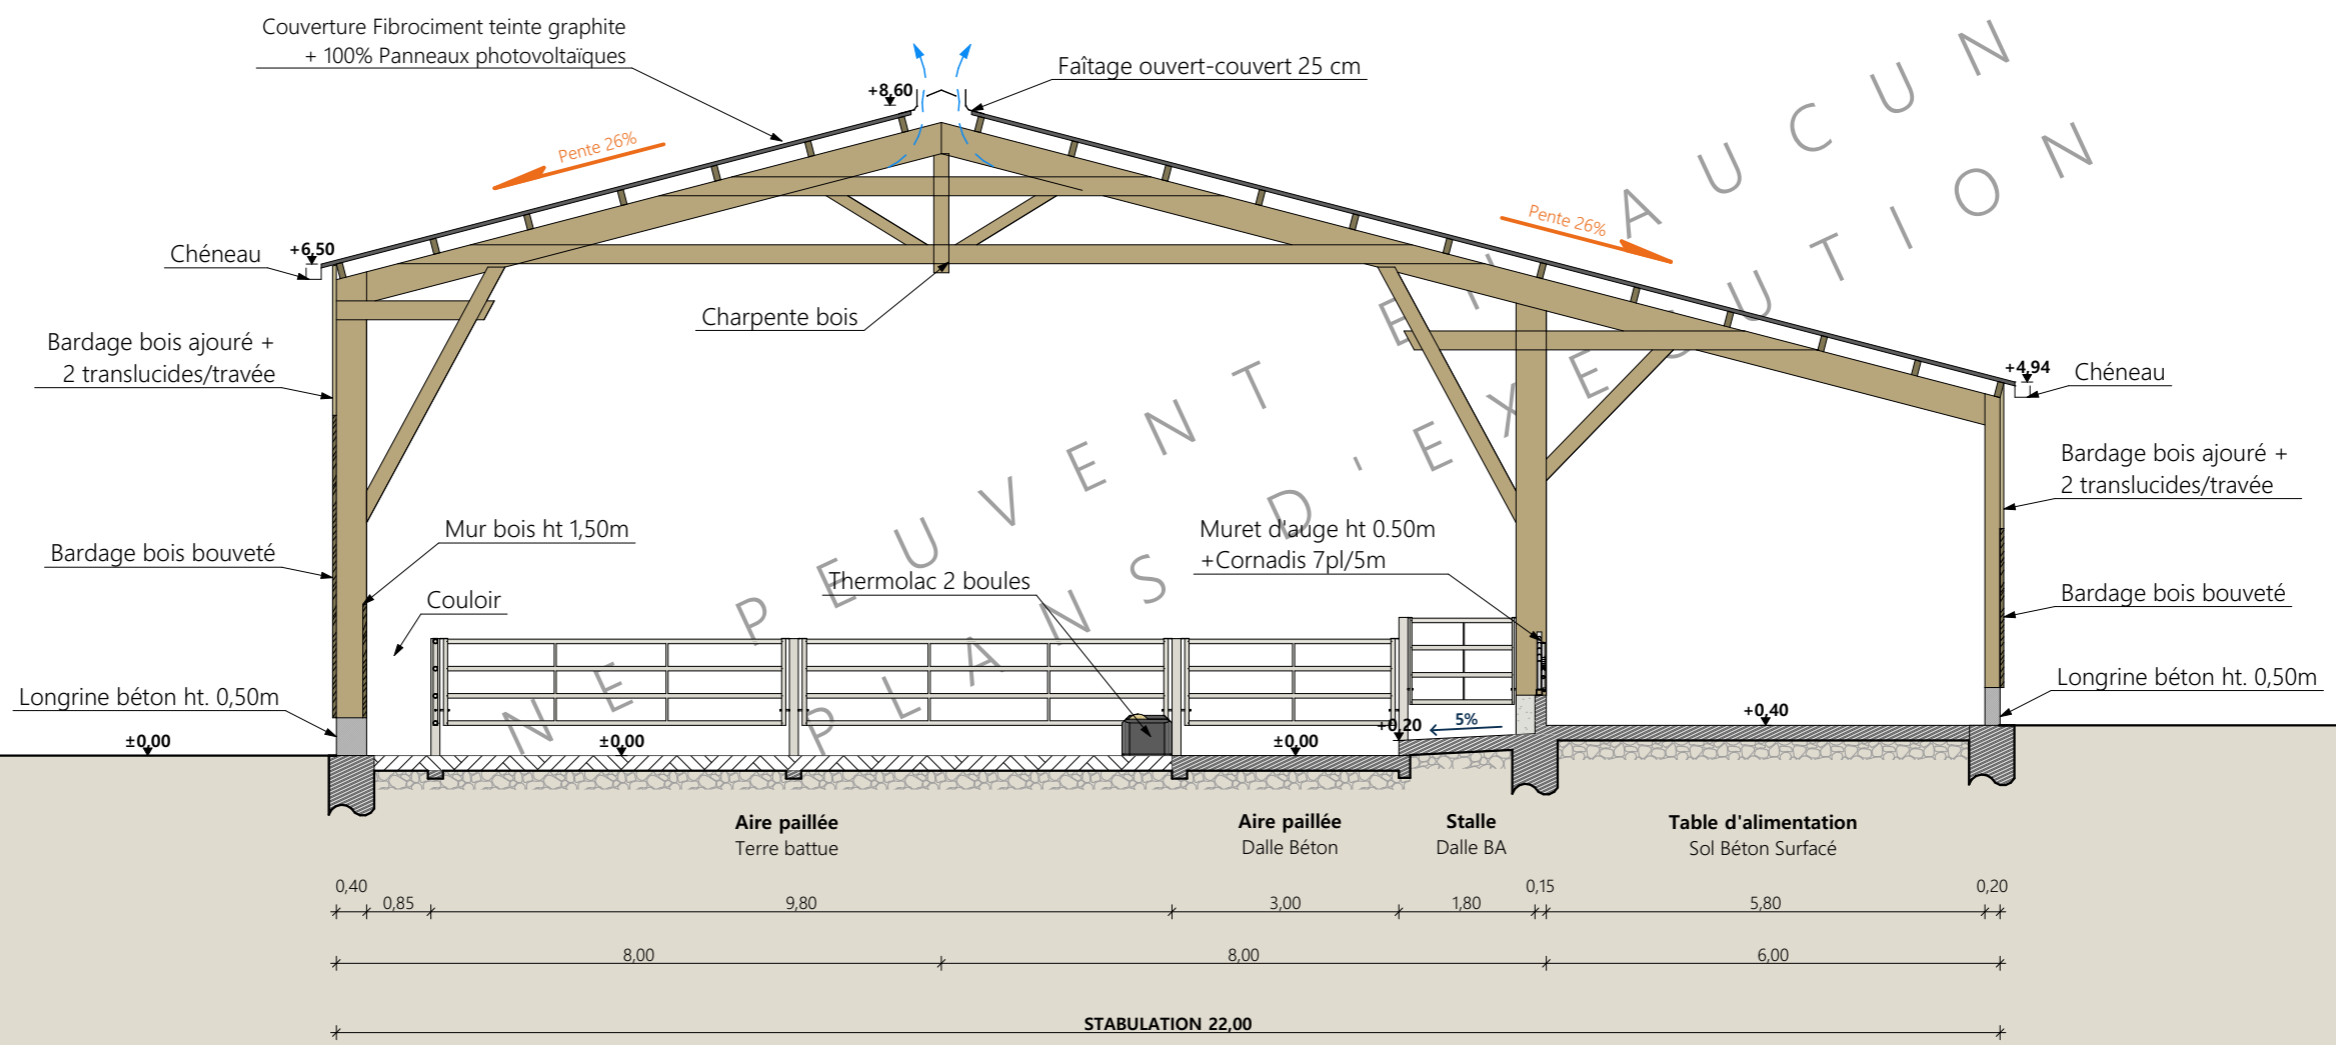 Couverture Fibrociment teinte graphite
+ 100% Panneaux photovoltaïques
Faîtage ouvert-couvert 25 cm
+8,60
Pente 26%
Pente 26%
Chéneau
+6,50
Charpente bois
Bardage bois ajouré +
2 translucides/travée
+4,94
Chéneau
Bardage bois ajouré +
2 translucides/travée
Mur bois ht 1,50m
Muret d'auge ht 0.50m
+Cornadis 7pl/5m
Bardage bois bouveté
Thermolac 2 boules
Couloir
Bardage bois bouveté
Longrine béton ht. 0,50m
Longrine béton ht. 0,50m
±0,00
±0,00
±0,00
+0,20
5%
+0,40
NE PEUVENT EN AUCUN
PLANS D'EXECUTION
Aire paillée
Terre battue
Aire paillée
Dalle Béton
Stalle
Dalle BA
Table d'alimentation
Sol Béton Surfacé
0,40
0,85
9,80
3,00
1,80
0,15
5,80
0,20
8,00
8,00
6,00
STABULATION 22,00